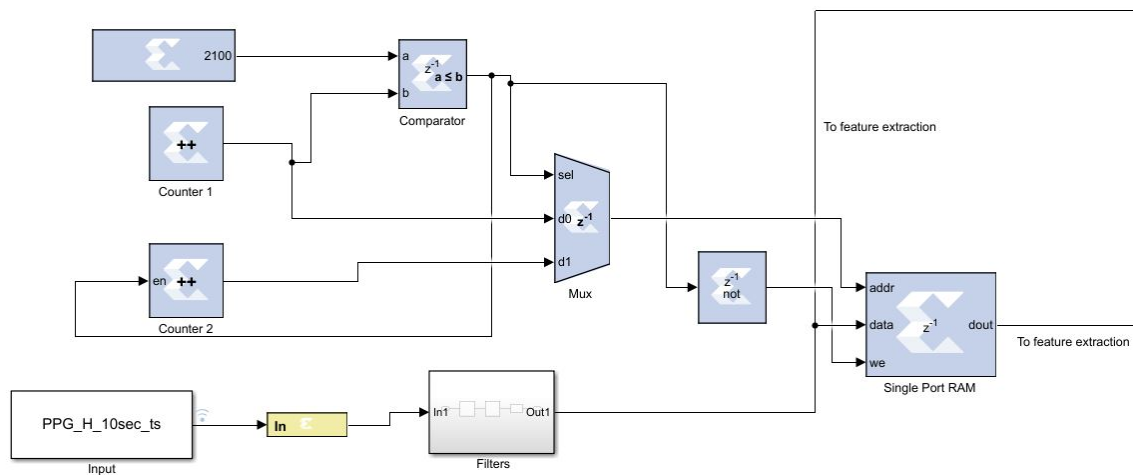 2100
a
z⁻¹
a ≤ b
b
Comparator
++
Counter 1
To feature extraction
sel
d0 z⁻¹
d1
Mux
en ++
Counter 2
z⁻¹
not
addr
data z⁻¹ dout
we
To feature extraction
Single Port RAM
PPG_H_10sec_ts
Input
In
In1 Out1
Filters